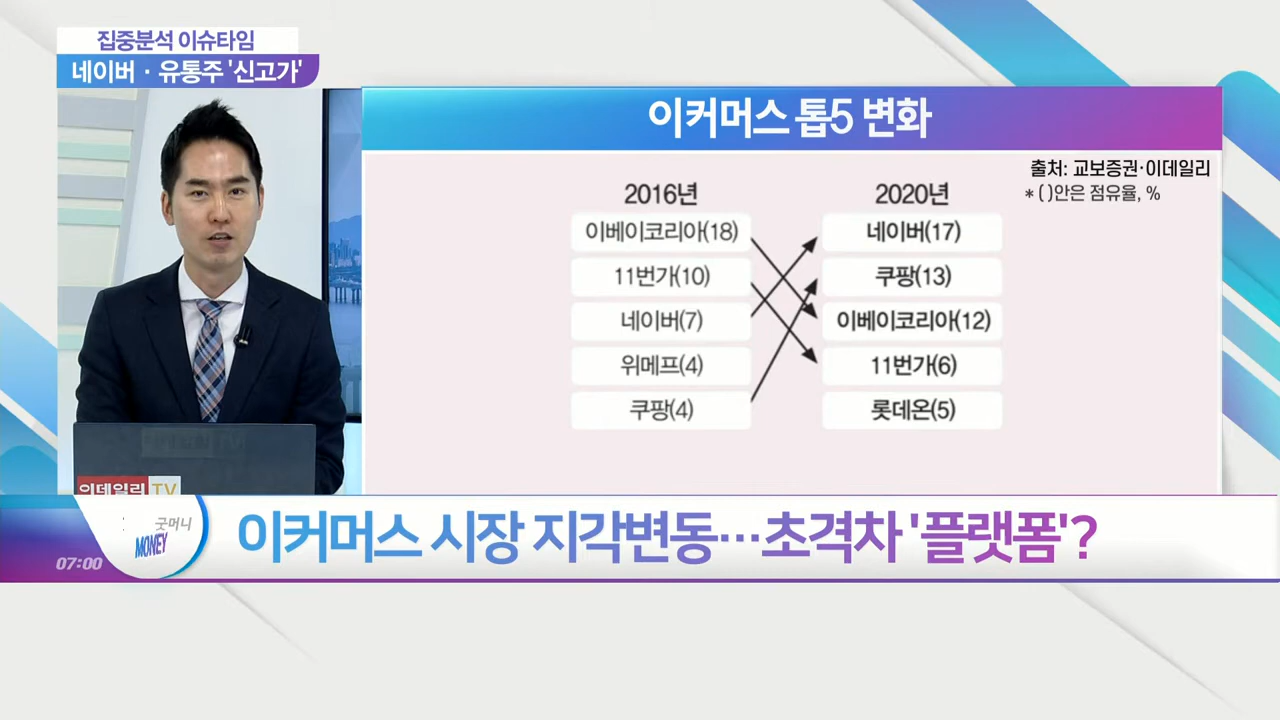 집중분석 이슈타임
네이버 · 유통주 '신고가'
이커머스 톱5 변화
출처: 교보증권·이데일리
* ( )안은 점유율, %
2016년
이베이코리아(18)
11번가(10)
네이버(7)
위메프(4)
쿠팡(4)
2020년
네이버(17)
쿠팡(13)
이베이코리아(12)
11번가(6)
롯데온(5)
이데일리 TV
굿머니
MONEY
07:00
이커머스 시장 지각변동…초격차 '플랫폼'?